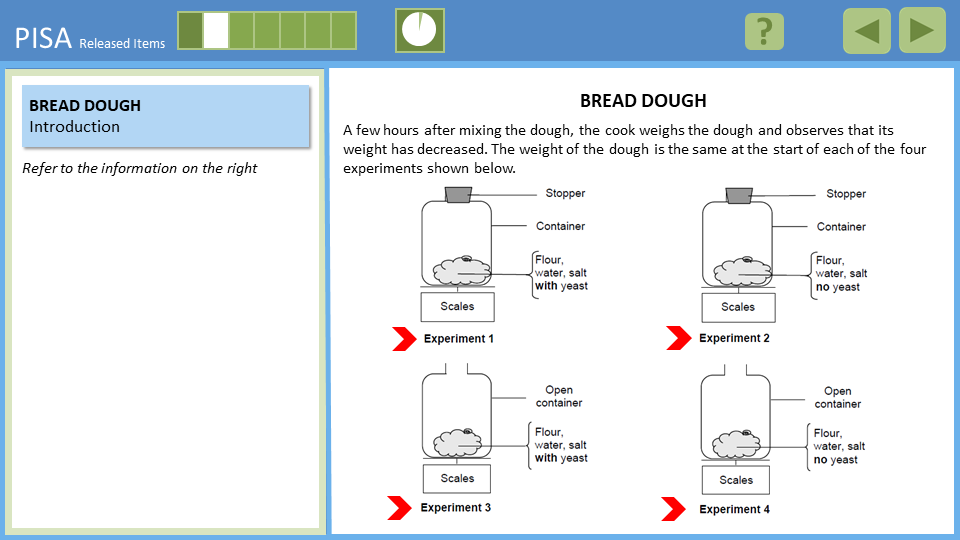 PISA Released Items
?
BREAD DOUGH
Introduction
Refer to the information on the right
BREAD DOUGH
A few hours after mixing the dough, the cook weighs the dough and observes that its
weight has decreased. The weight of the dough is the same at the start of each of the four
experiments shown below.
Stopper
Container
Flour,
water, salt
with yeast
Scales
Experiment 1
Stopper
Container
Flour,
water, salt
no yeast
Scales
Experiment 2
Open
container
Flour,
water, salt
with yeast
Scales
Experiment 3
Open
container
Flour,
water, salt
no yeast
Scales
Experiment 4